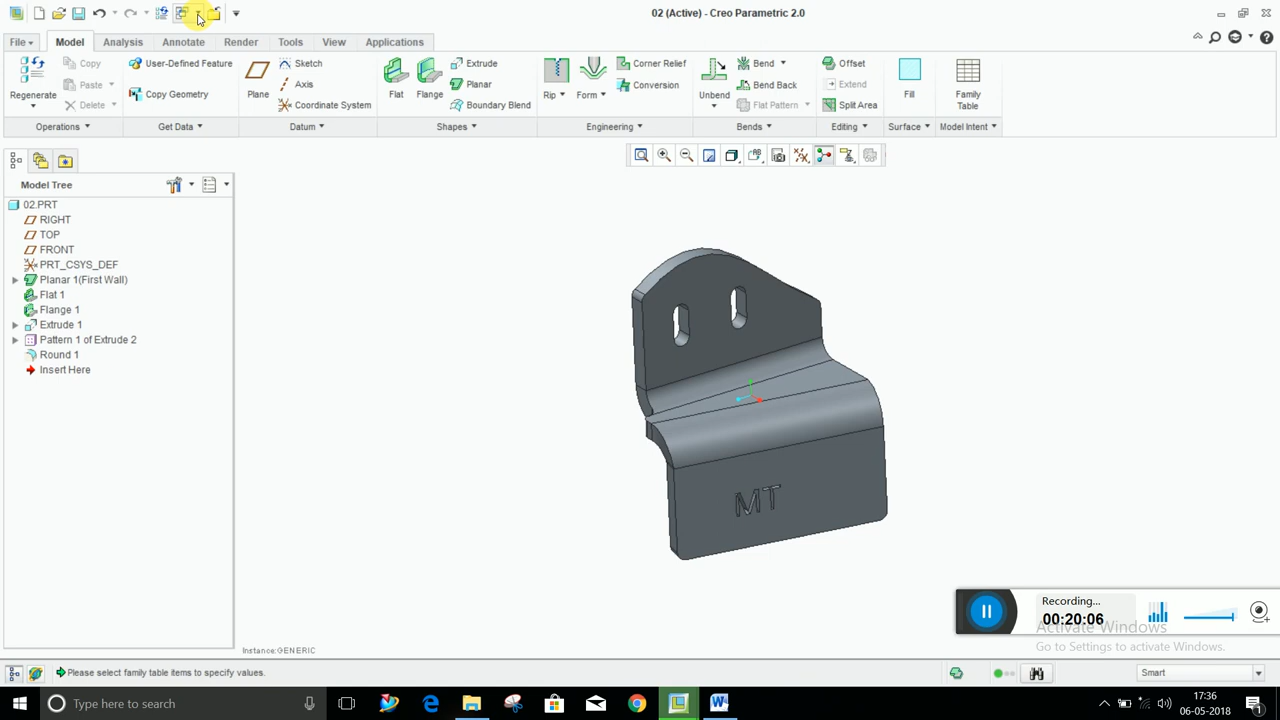 02 (Active) - Creo Parametric 2.0
File
Model
Analysis
Annotate
Render
Tools
View
Applications
Regenerate
Copy
Paste
Delete
Operations
User-Defined Feature
Copy Geometry
Get Data
Plane
Sketch
Axis
Coordinate System
Datum
Flat
Flange
Extrude
Planar
Boundary Blend
Shapes
Rip
Form
Corner Relief
Conversion
Engineering
Unbend
Bend
Bend Back
Flat Pattern
Bends
Offset
Extend
Split Area
Editing
Fill
Surface
Family
Table
Model Intent
Model Tree
02.PRT
RIGHT
TOP
FRONT
PRT_CSYS_DEF
Planar 1(First Wall)
Flat 1
Flange 1
Extrude 1
Pattern 1 of Extrude 2
Round 1
Insert Here
MT
Recording...
00:20:06
Activate Windows
Go to Settings to activate Windows.
Instance:GENERIC
Please select family table items to specify values.
Smart
Type here to search
17:36
06-05-2018